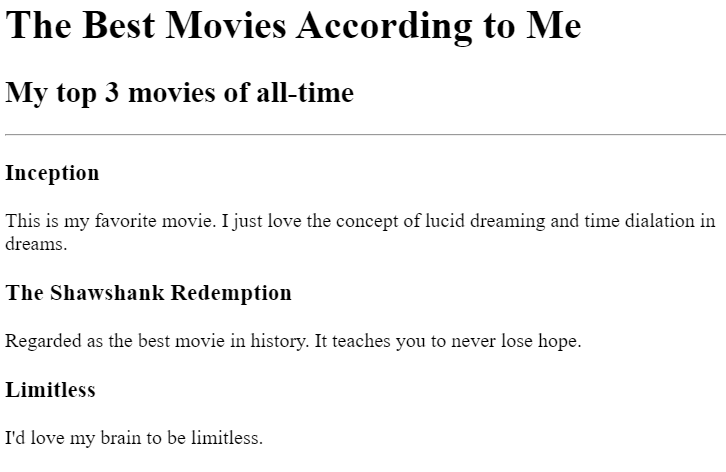 The Best Movies According to Me
My top 3 movies of all-time
Inception
This is my favorite movie. I just love the concept of lucid dreaming and time dialation in
dreams.
The Shawshank Redemption
Regarded as the best movie in history. It teaches you to never lose hope.
Limitless
I'd love my brain to be limitless.